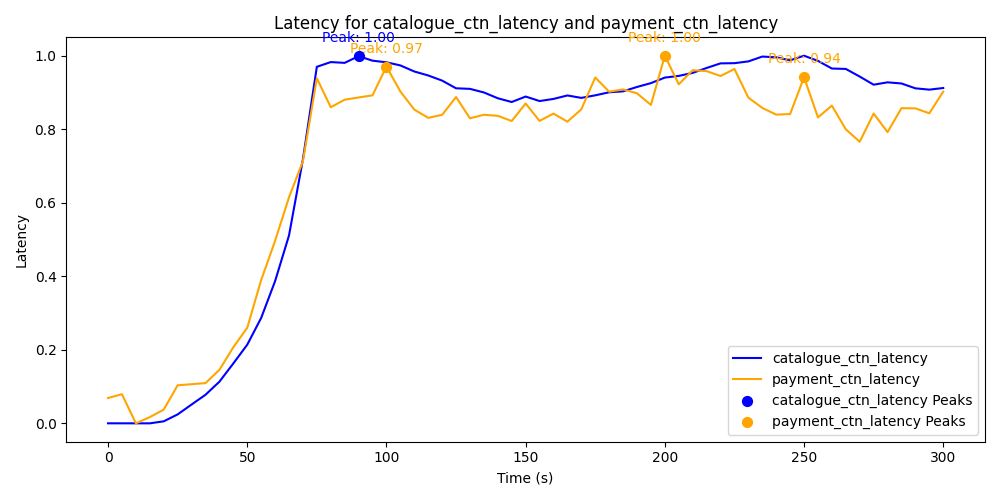 Latency for catalogue_ctn_latency and payment_ctn_latency
Peak: 1.00
Peak: 0.97
Peak: 1.00
Peak: 0.94
1.0
0.8
0.6
0.4
0.2
0.0
Latency
0
50
100
150
200
250
300
Time (s)
catalogue_ctn_latency
payment_ctn_latency
catalogue_ctn_latency Peaks
payment_ctn_latency Peaks